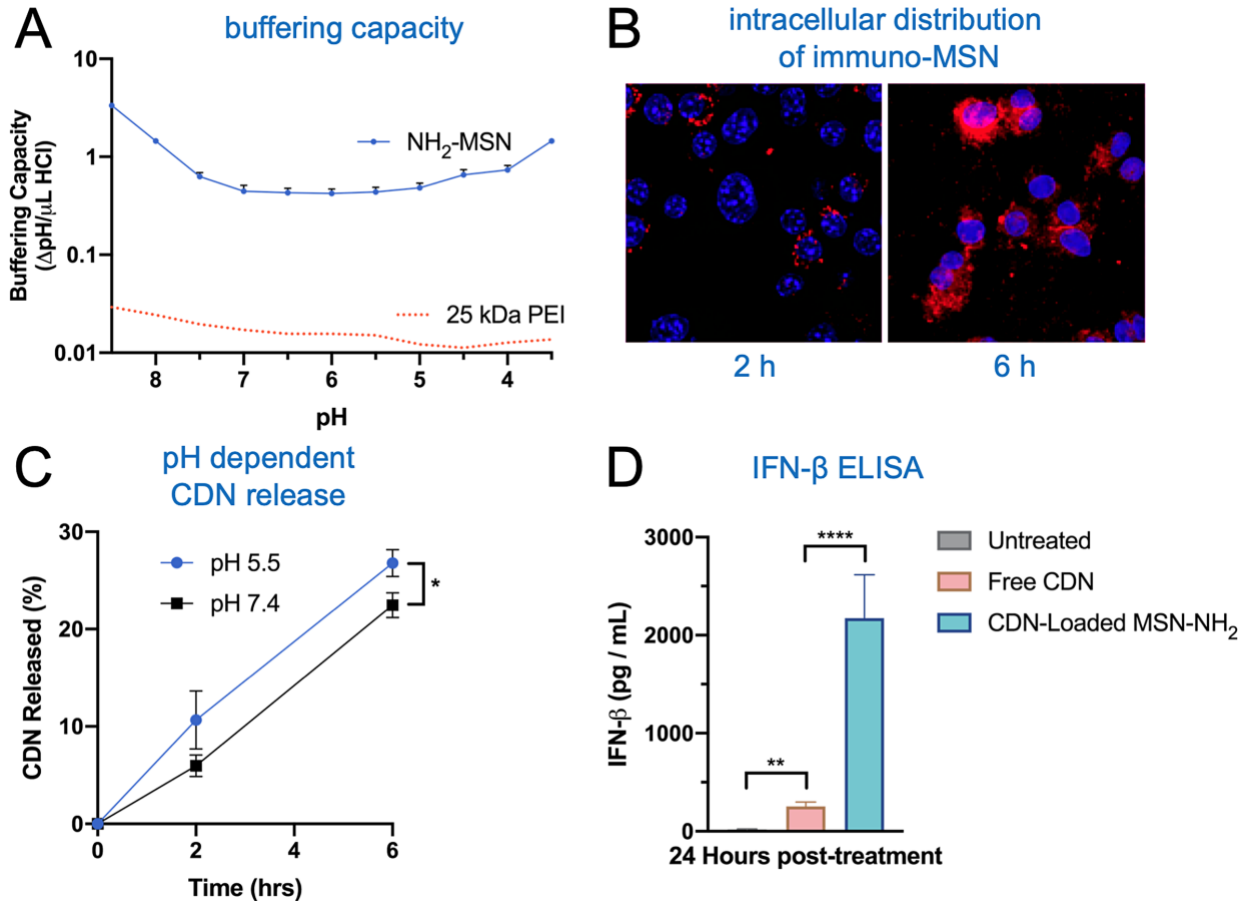 A
buffering capacity
10
1
0.1
0.01
Buffering Capacity
(ΔpH/μL HCl)
NH₂-MSN
25 kDa PEI
8
7
6
5
4
pH
B
intracellular distribution
of immuno-MSN
2 h
6 h
C
pH dependent
CDN release
30
20
10
0
CDN Released (%)
pH 5.5
pH 7.4
*
0
2
4
6
Time (hrs)
D
IFN-β ELISA
3000
2000
1000
0
IFN-β (pg / mL)
**
****
24 Hours post-treatment
Untreated
Free CDN
CDN-Loaded MSN-NH₂